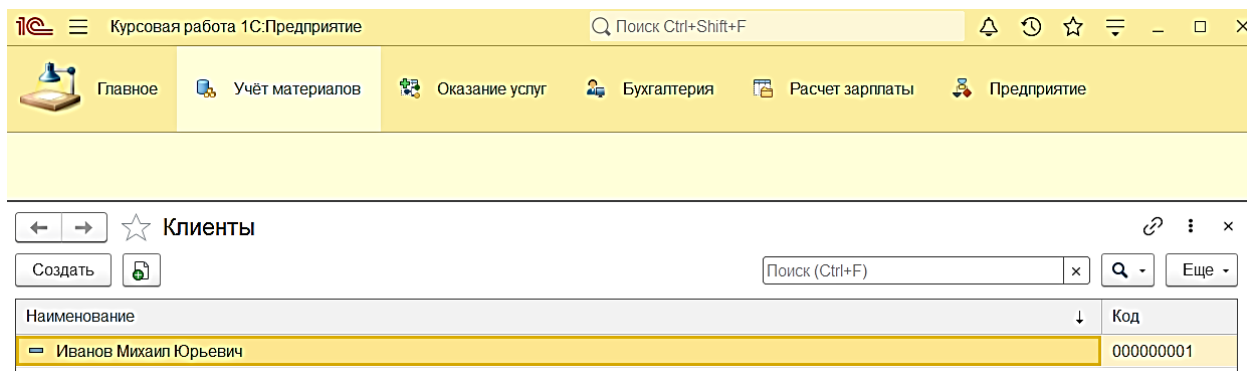 1С Курсовая работа 1С:Предприятие Поиск Ctrl+Shift+F
Главное Учёт материалов Оказание услуг Бухгалтерия Расчет зарплаты Предприятие
Клиенты
Создать Поиск (Ctrl+F) × Еще
Наименование ↓ Код
Иванов Михаил Юрьевич 000000001